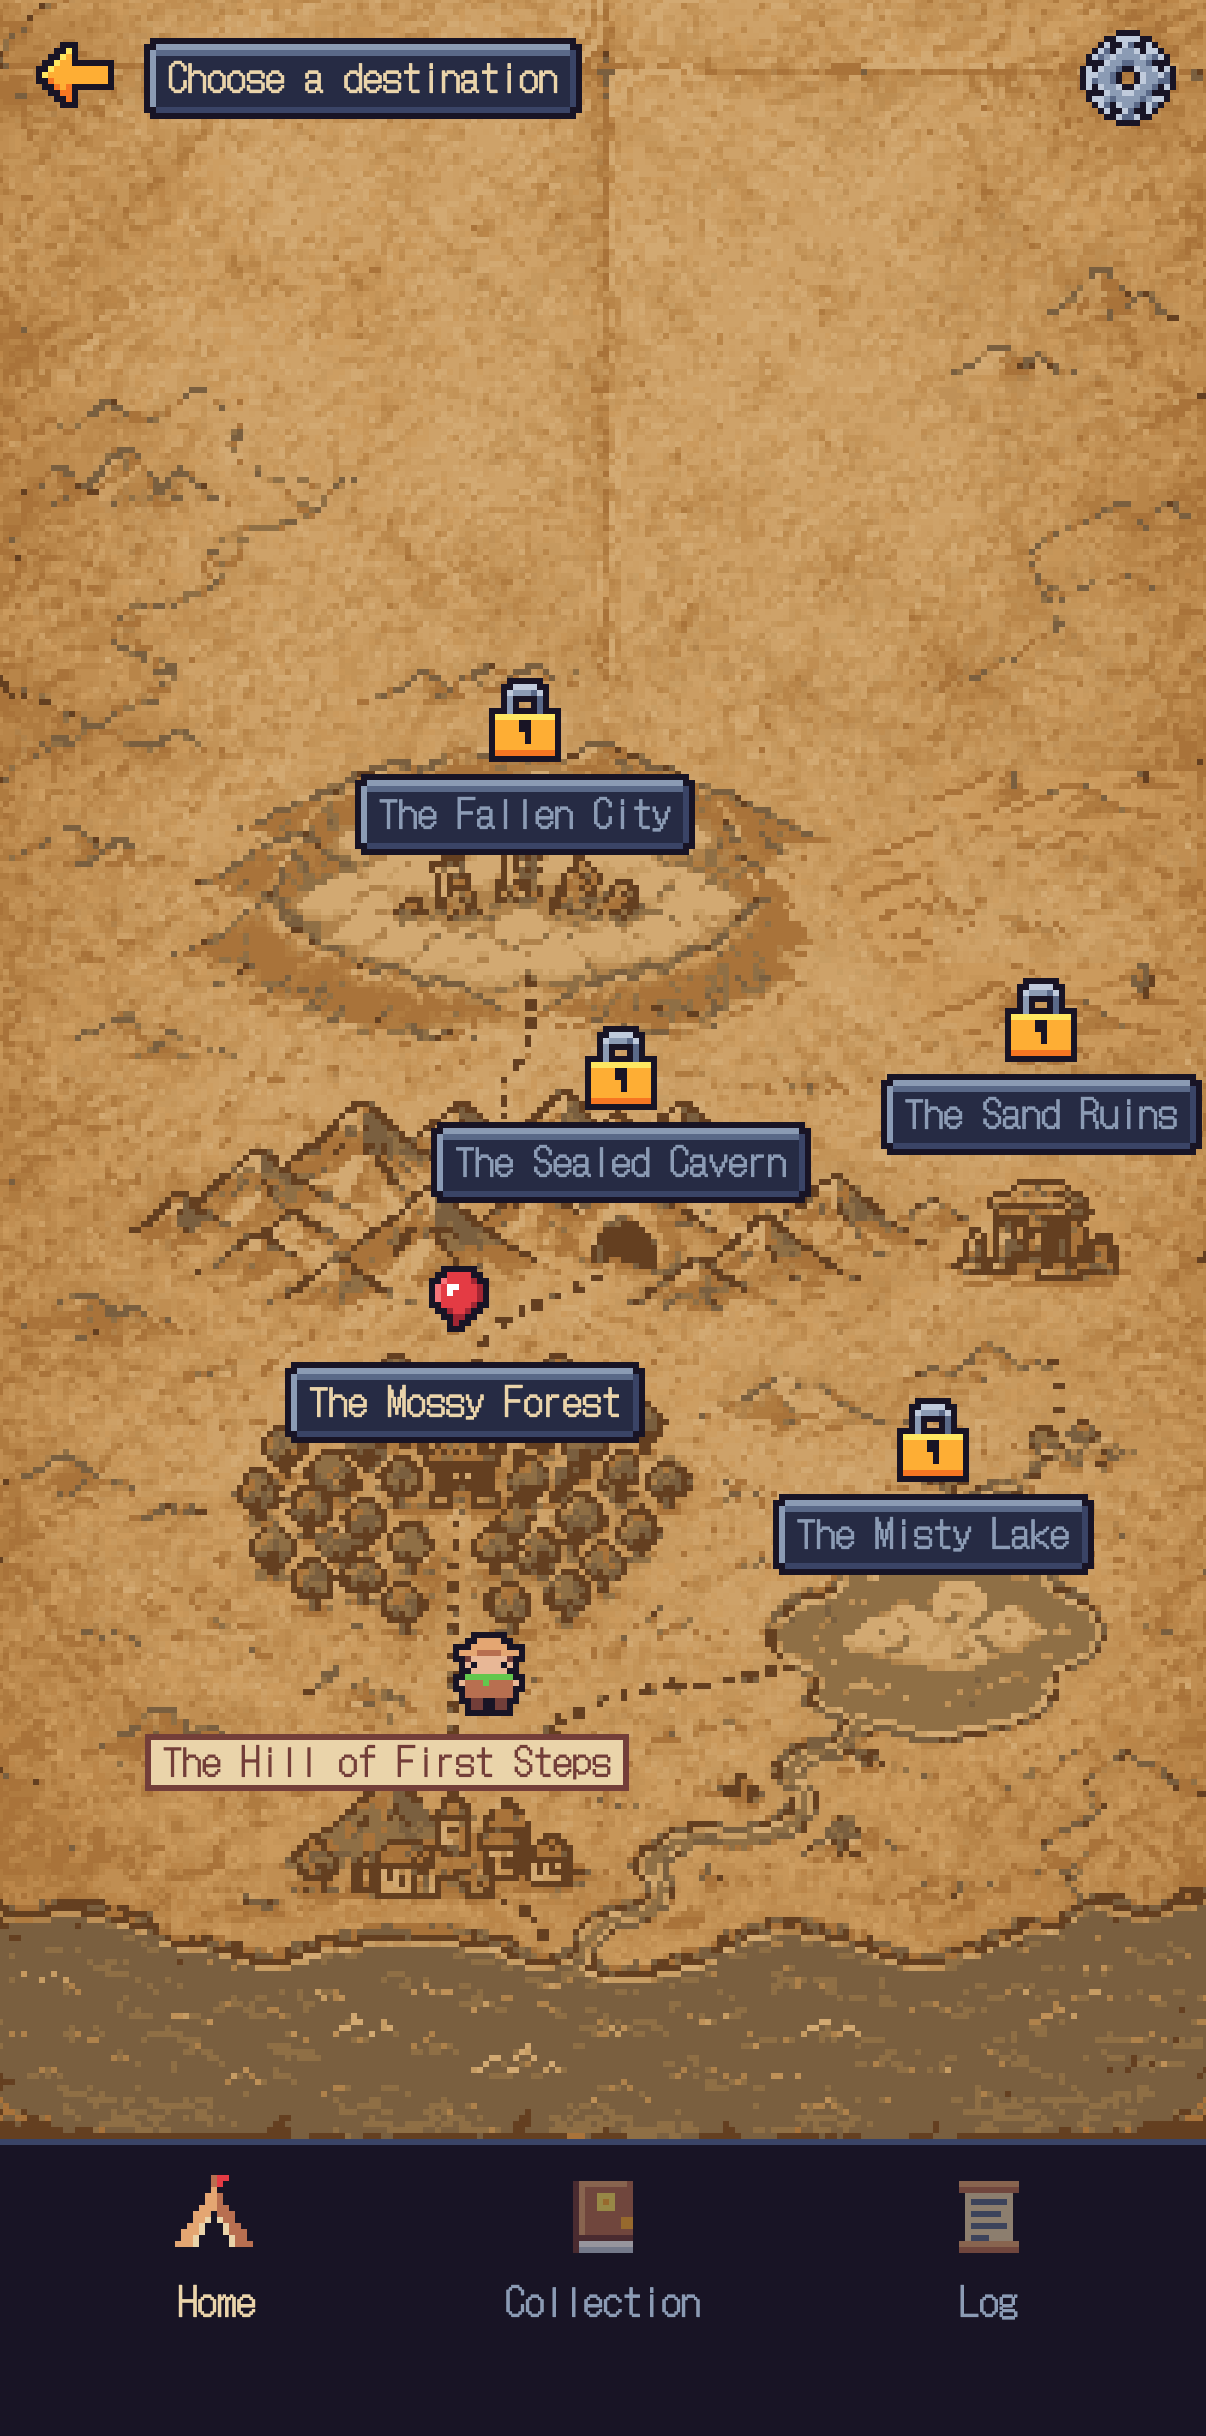 Choose a destination
The Fallen City
The Sand Ruins
The Sealed Cavern
The Mossy Forest
The Misty Lake
The Hill of First Steps
Home
Collection
Log